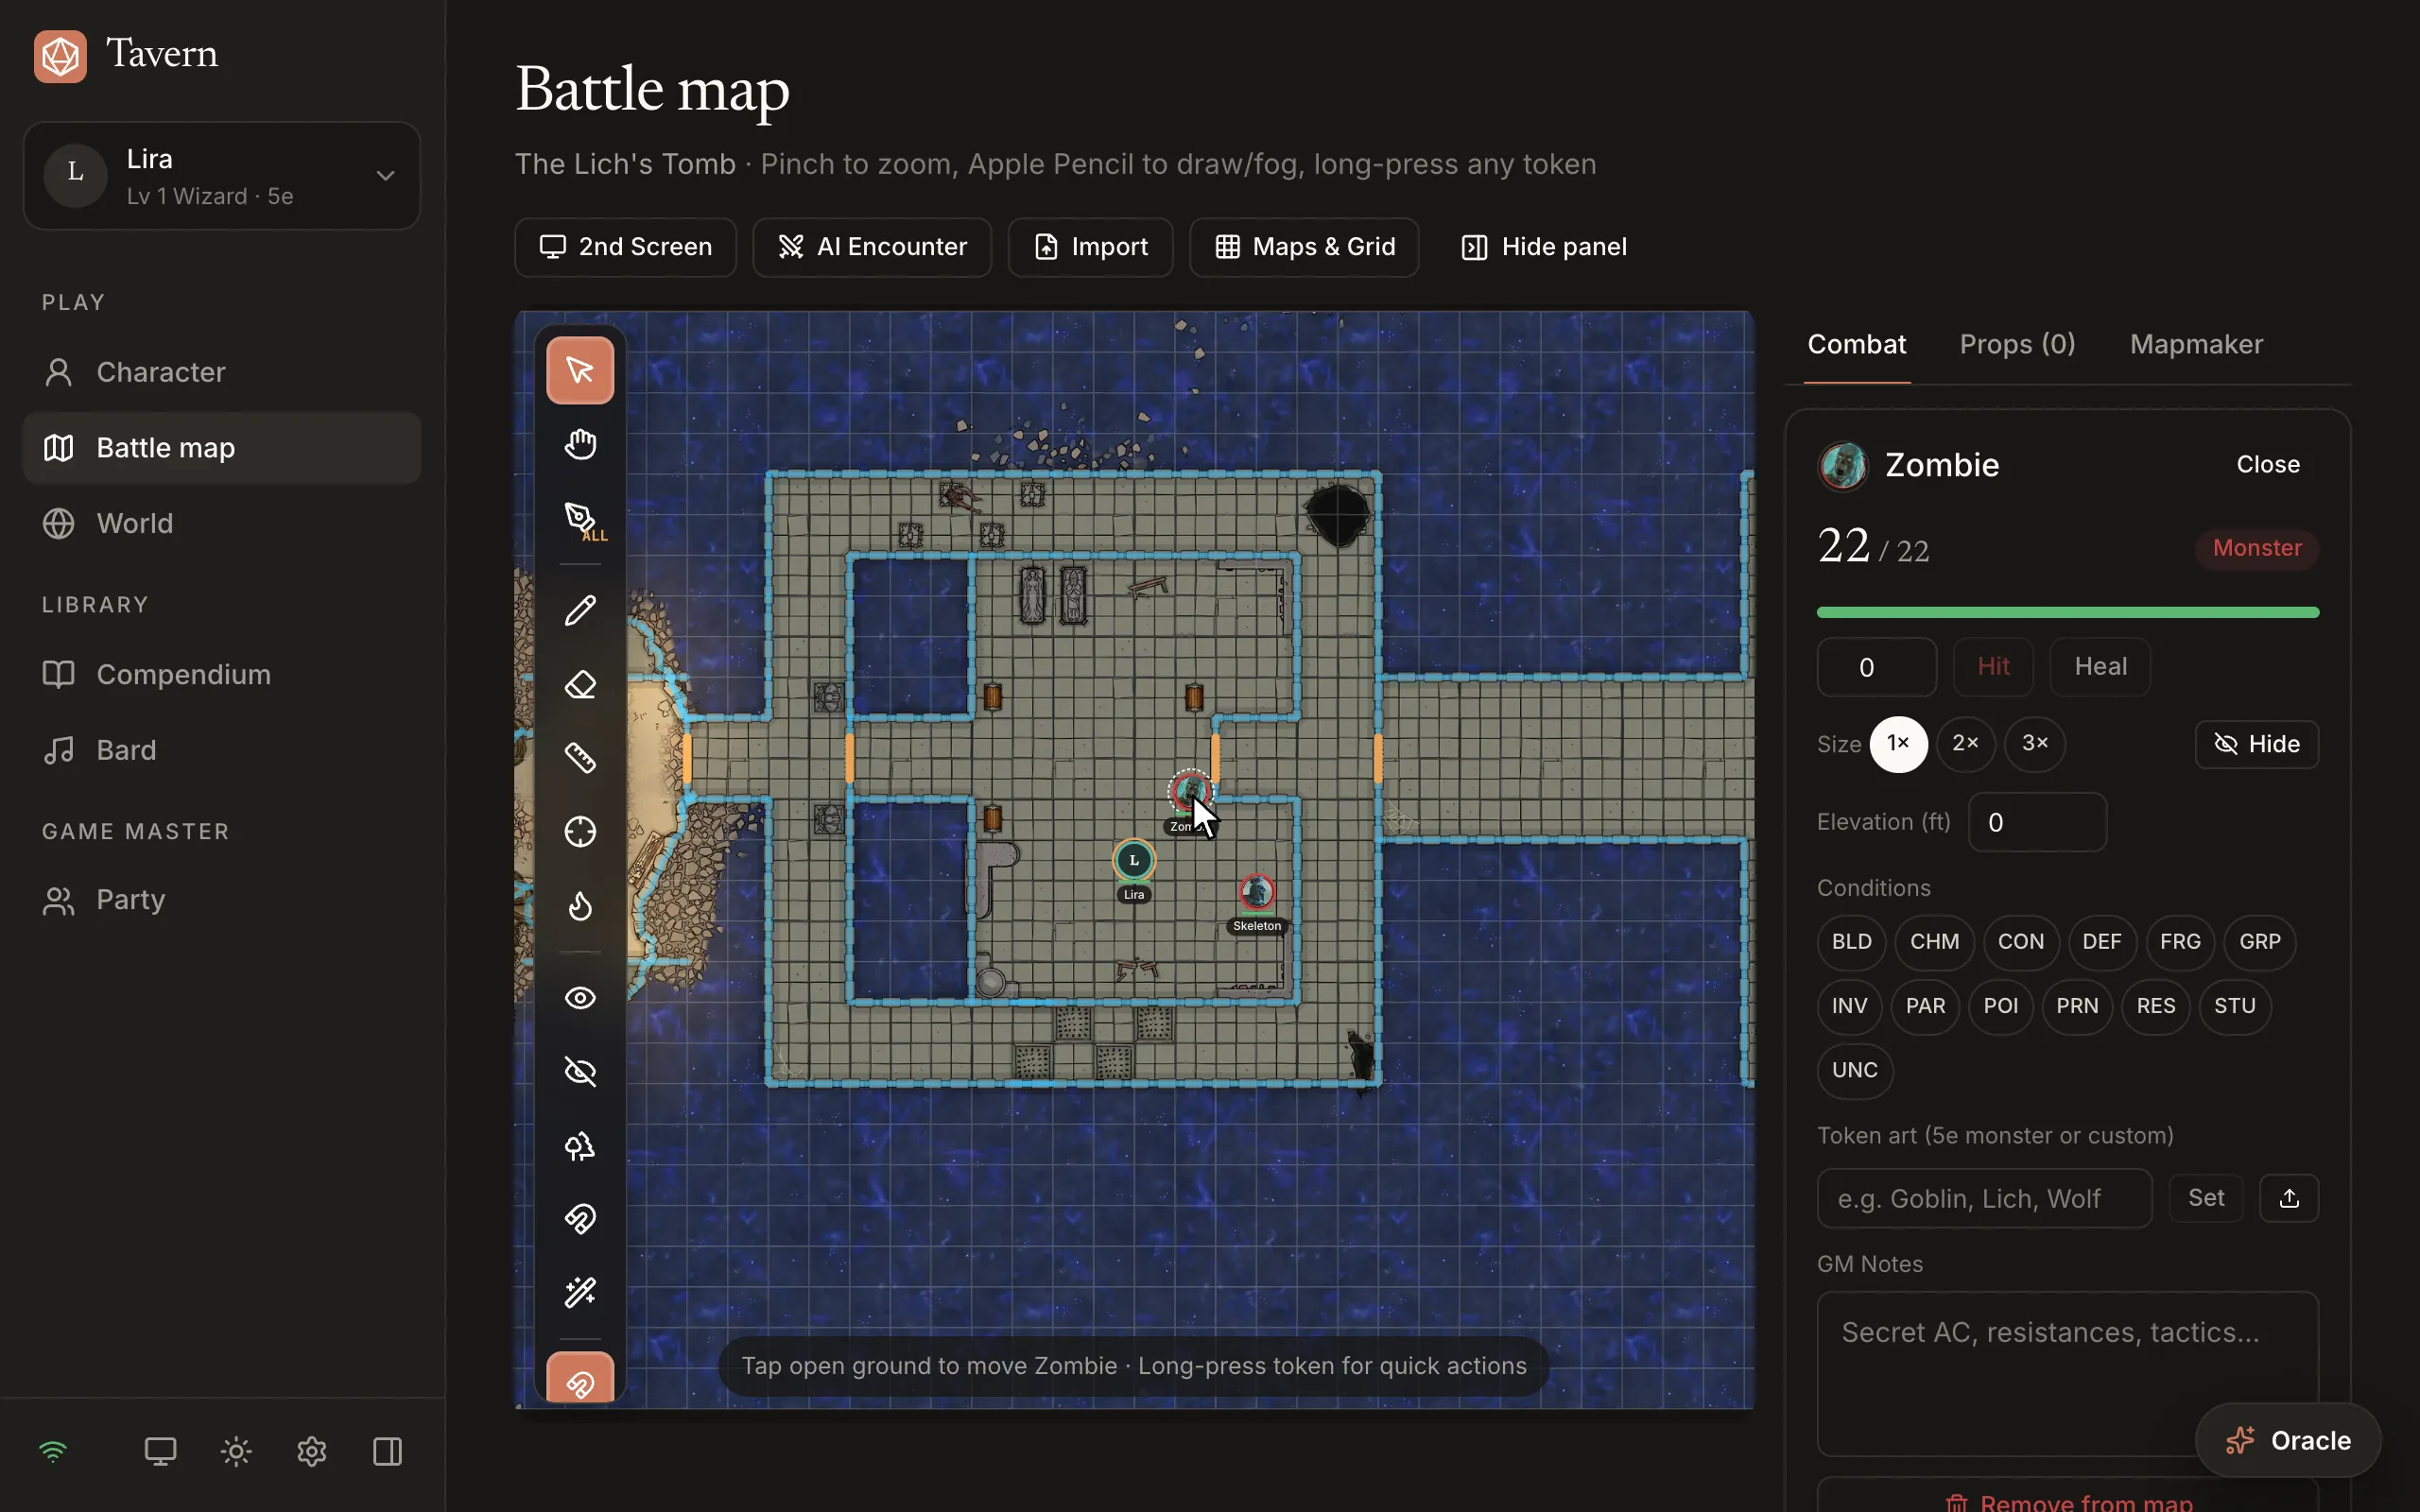 Tavern
L
Lira
Lv 1 Wizard · 5e
PLAY
Character
Battle map
World
LIBRARY
Compendium
Bard
GAME MASTER
Party
Battle map
The Lich's Tomb · Pinch to zoom, Apple Pencil to draw/fog, long-press any token
2nd Screen
AI Encounter
Import
Maps & Grid
Hide panel
ALL
L
Lira
Skeleton
Tap open ground to move Zombie · Long-press token for quick actions
Combat
Props (0)
Mapmaker
Zombie
Close
22 / 22
Monster
0
Hit
Heal
Size
1×
2×
3×
Hide
Elevation (ft)
0
Conditions
BLD
CHM
CON
DEF
FRG
GRP
INV
PAR
POI
PRN
RES
STU
UNC
Token art (5e monster or custom)
e.g. Goblin, Lich, Wolf
Set
GM Notes
Secret AC, resistances, tactics...
Oracle
Remove from map